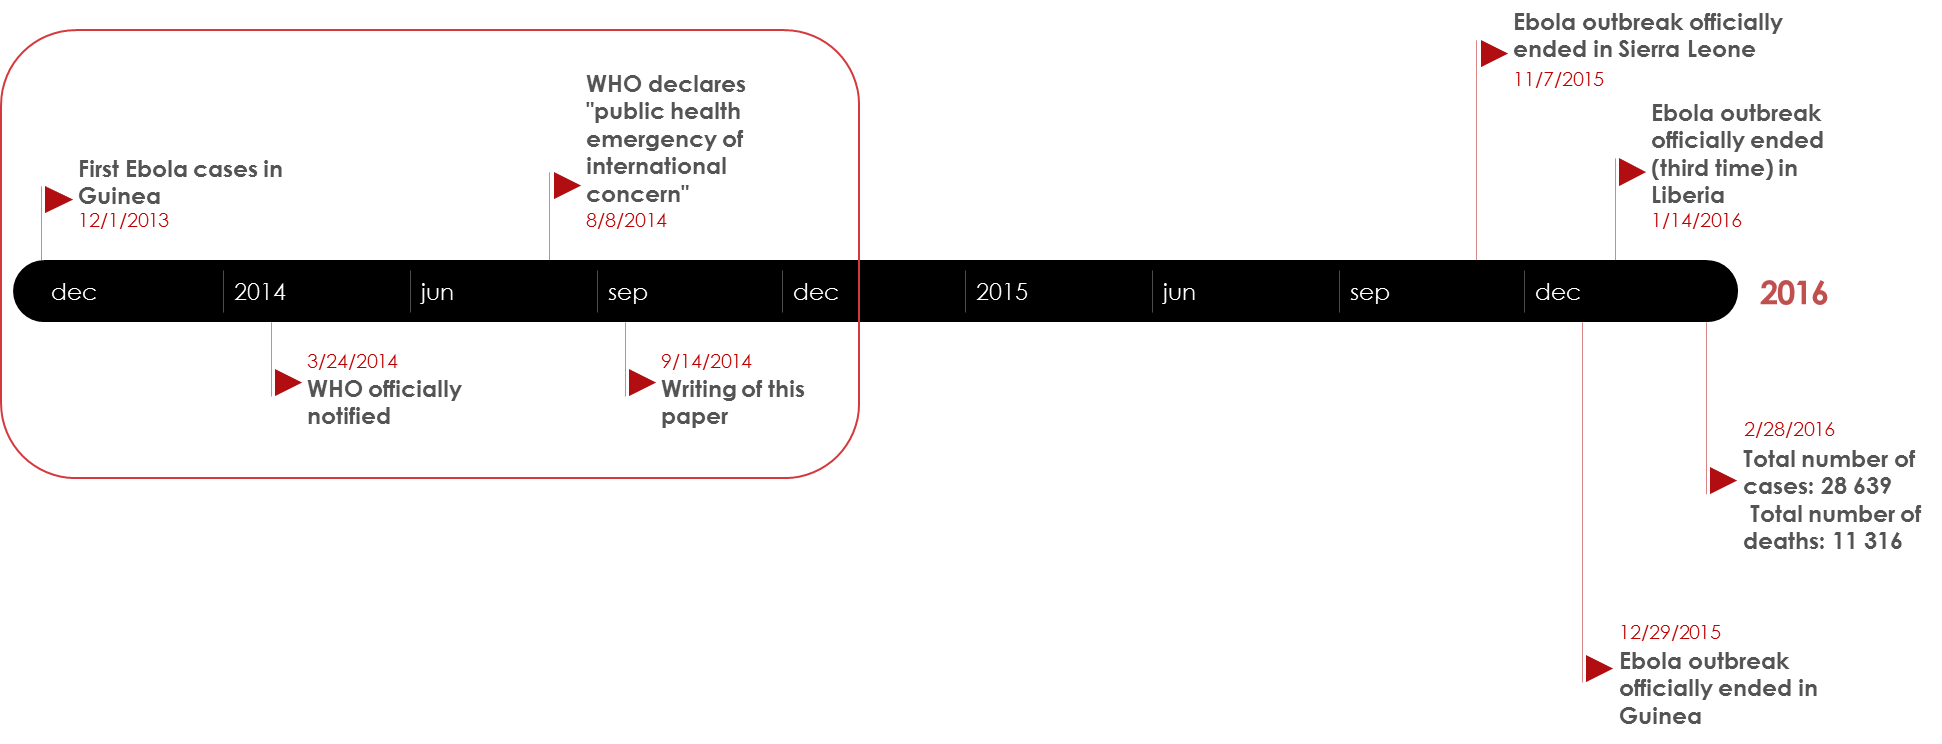 Ebola outbreak officially
ended in Sierra Leone
11/7/2015
WHO declares
"public health
emergency of
international
concern"
8/8/2014
Ebola outbreak
officially ended
(third time) in
Liberia
1/14/2016
First Ebola cases in
Guinea
12/1/2013
dec
2014
jun
sep
dec
2015
jun
sep
dec
2016
3/24/2014
WHO officially
notified
9/14/2014
Writing of this
paper
2/28/2016
Total number of
cases: 28 639
Total number of
deaths: 11 316
12/29/2015
Ebola outbreak
officially ended in
Guinea